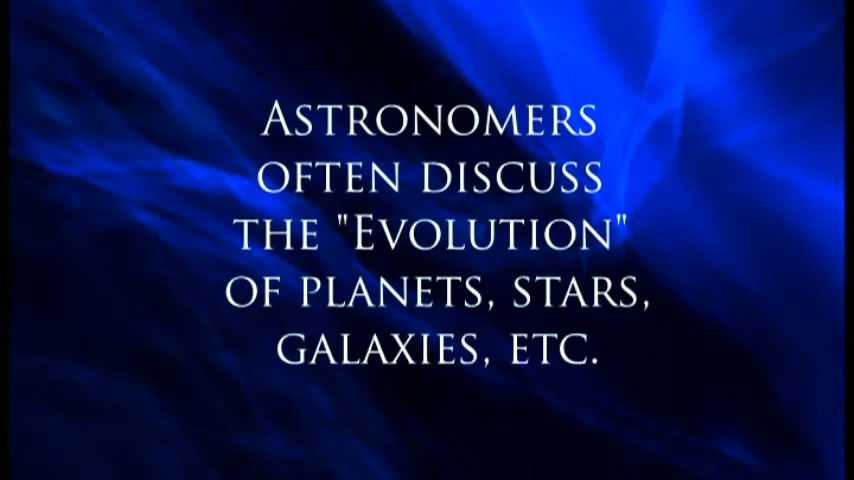 Astronomers
often discuss
the "Evolution"
of planets, stars,
galaxies, etc.